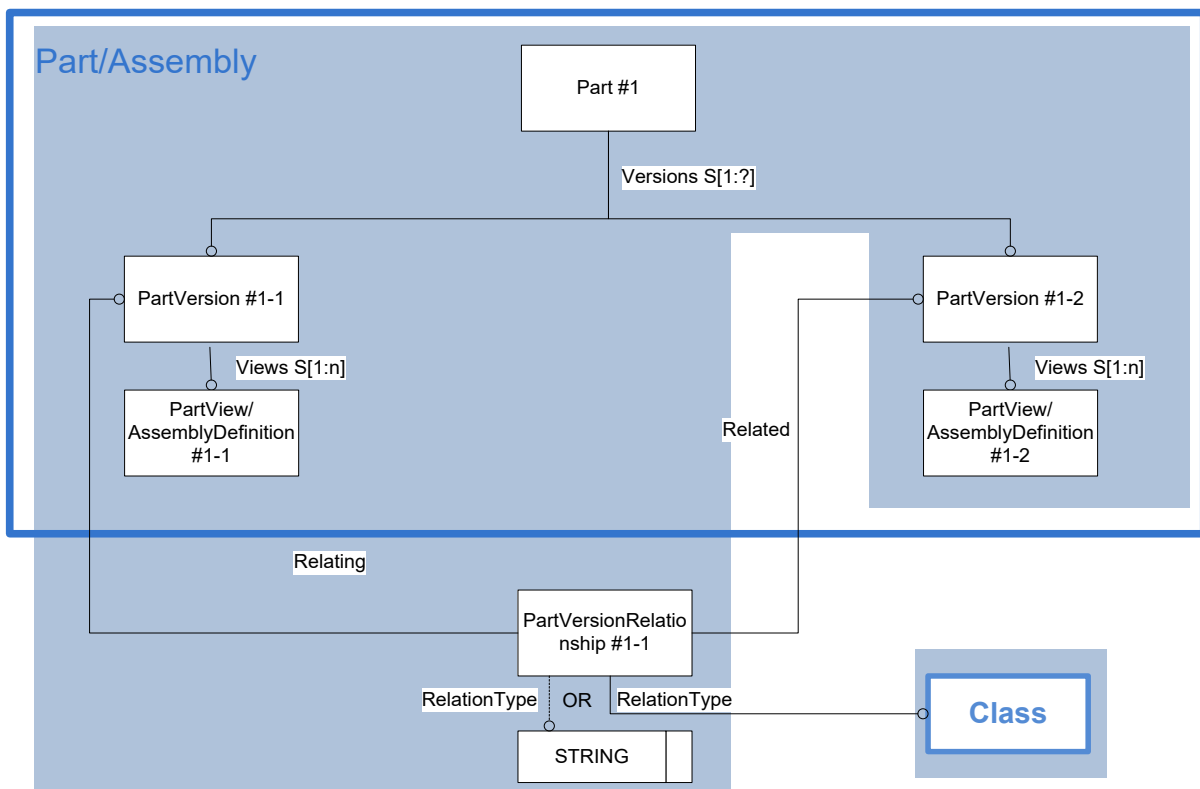 Part/Assembly
Part #1
Versions S[1:?]
PartVersion #1-1
PartVersion #1-2
Views S[1:n]
Views S[1:n]
PartView/
AssemblyDefinition
#1-1
PartView/
AssemblyDefinition
#1-2
Related
Relating
PartVersionRelatio
nship #1-1
RelationType
OR
RelationType
Class
STRING